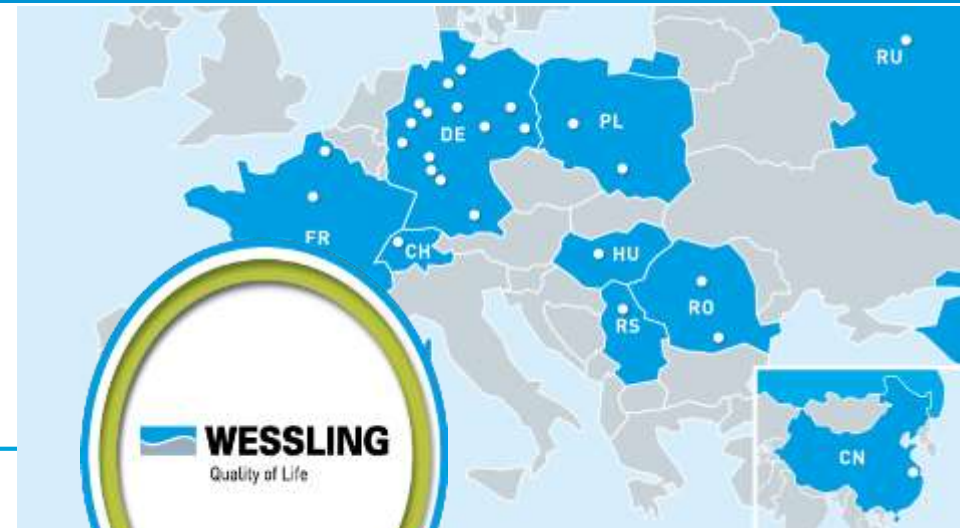 RU
DE
PL
FR
CH
HU
RO
RS
WESSLING
Quality of Life
CN